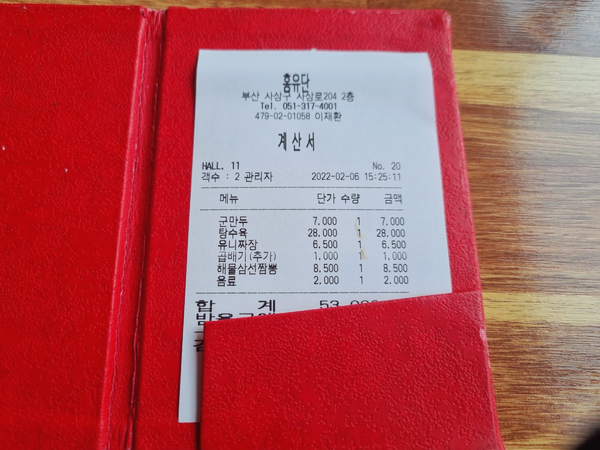 홍유단
부산 사상구 사상로204 2층
Tel. 051-317-4001
479-02-01058 이재환
계산서
HALL. 11 No. 20
객수 : 2 관리자 2022-02-06 15:25:11
메뉴 단가 수량 금액
군만두 7,000 1 7,000
탕수육 28,000 1 28,000
유니짜장 6,500 1 6,500
곱배기(추가) 1,000 1 1,000
해물삼선짬뽕 8,500 1 8,500
음료 2,000 1 2,000
합 계